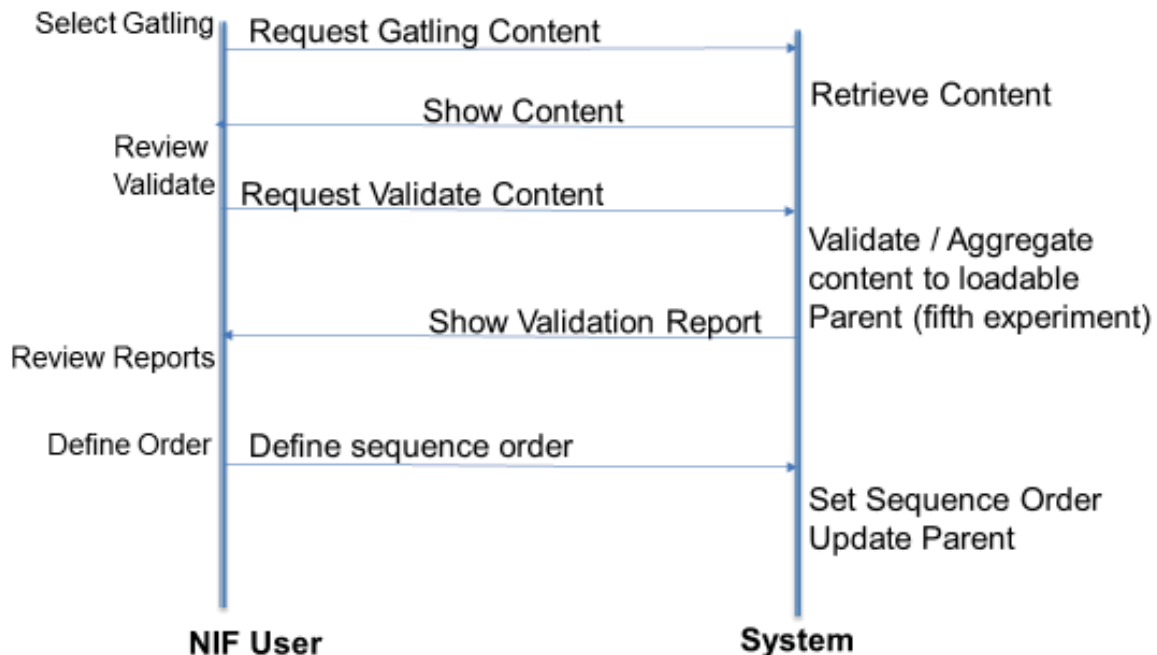 Select Gatling
Request Gatling Content
Retrieve Content
Show Content
Review
Validate
Request Validate Content
Validate / Aggregate
content to loadable
Parent (fifth experiment)
Show Validation Report
Review Reports
Define Order
Define sequence order
Set Sequence Order
Update Parent
NIF User
System